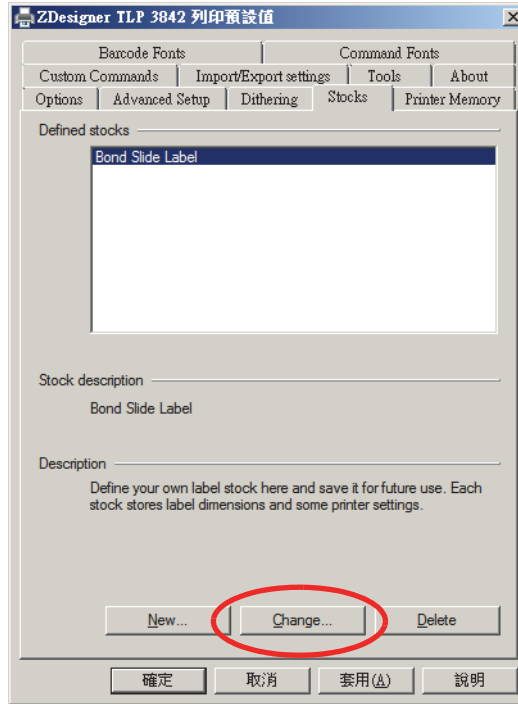 ZDesigner TLP 3842 列印預設值
Barcode Fonts Command Fonts
Custom Commands Import/Export settings Tools About
Options Advanced Setup Dithering Stocks Printer Memory
Defined stocks
Bond Slide Label
Stock description
Bond Slide Label
Description
Define your own label stock here and save it for future use. Each
stock stores label dimensions and some printer settings.
New... Change... Delete
確定 取消 套用(A) 說明